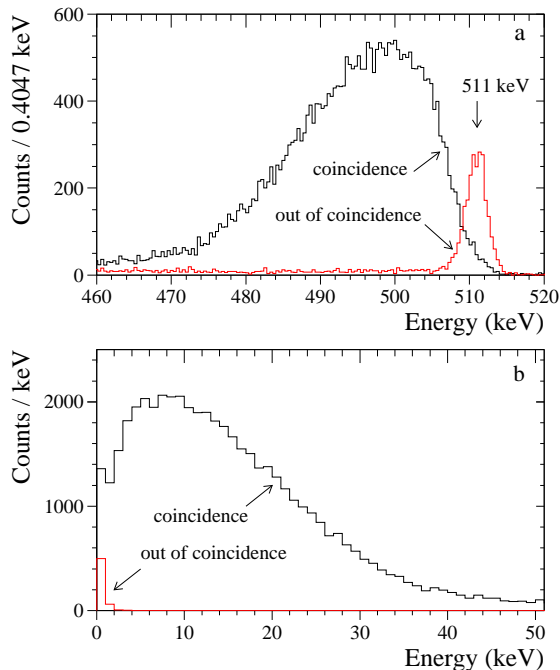 Counts / 0.4047 keV
600
400
200
0
a
511 keV
coincidence
out of coincidence
460 470 480 490 500 510 520
Energy (keV)
Counts / keV
2000
1000
0
b
coincidence
out of coincidence
0 10 20 30 40 50
Energy (keV)